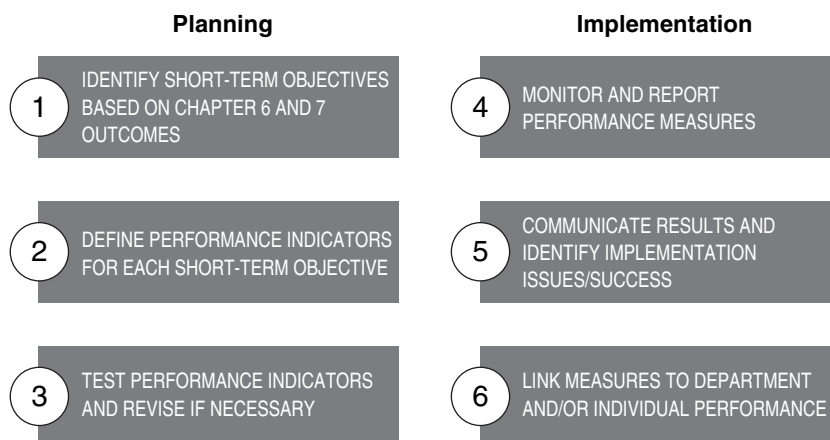 Planning
1
IDENTIFY SHORT-TERM OBJECTIVES
BASED ON CHAPTER 6 AND 7
OUTCOMES
2
DEFINE PERFORMANCE INDICATORS
FOR EACH SHORT-TERM OBJECTIVE
3
TEST PERFORMANCE INDICATORS
AND REVISE IF NECESSARY
Implementation
4
MONITOR AND REPORT
PERFORMANCE MEASURES
5
COMMUNICATE RESULTS AND
IDENTIFY IMPLEMENTATION
ISSUES/SUCCESS
6
LINK MEASURES TO DEPARTMENT
AND/OR INDIVIDUAL PERFORMANCE